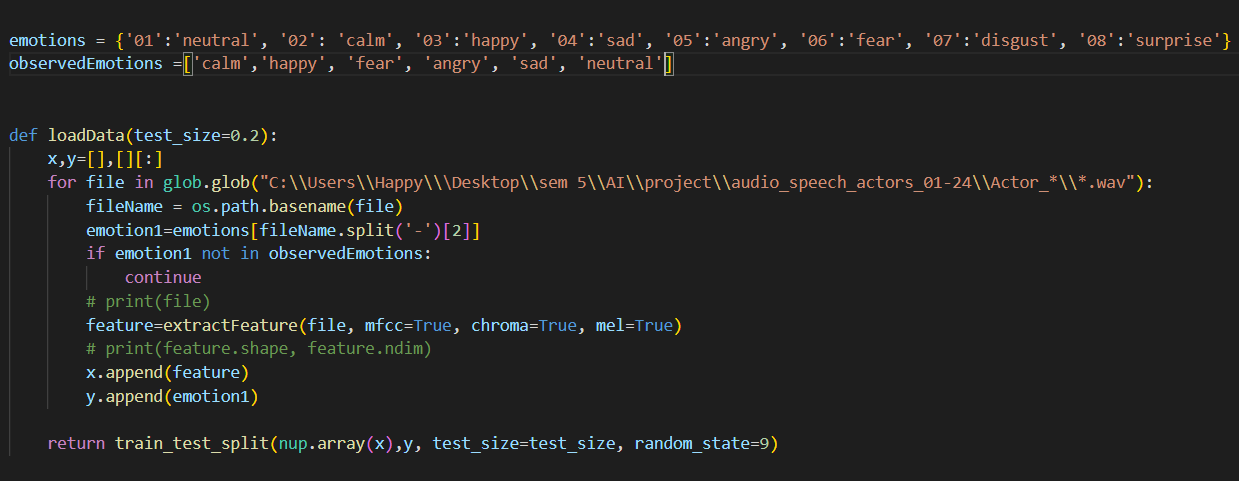 emotions = {'01':'neutral', '02': 'calm', '03':'happy', '04':'sad', '05':'angry', '06':'fear', '07':'disgust', '08':'surprise'}
observedEmotions =['calm','happy', 'fear', 'angry', 'sad', 'neutral']
def loadData(test_size=0.2):
    x,y=[],[][:]
    for file in glob.glob("C:\\Users\\Happy\\\Desktop\\sem 5\\AI\\project\\audio_speech_actors_01-24\\Actor_*\\*.wav"):
        fileName = os.path.basename(file)
        emotion1=emotions[fileName.split('-')[2]]
        if emotion1 not in observedEmotions:
            continue
        # print(file)
        feature=extractFeature(file, mfcc=True, chroma=True, mel=True)
        # print(feature.shape, feature.ndim)
        x.append(feature)
        y.append(emotion1)
    return train_test_split(nup.array(x),y, test_size=test_size, random_state=9)